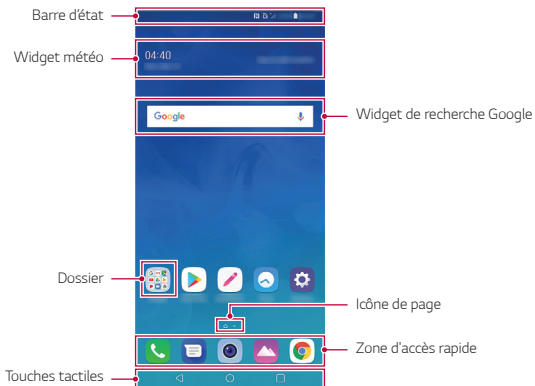 Barre d'état
Widget météo
04:40
Google
Widget de recherche Google
Dossier
Icône de page
Zone d'accès rapide
Touches tactiles